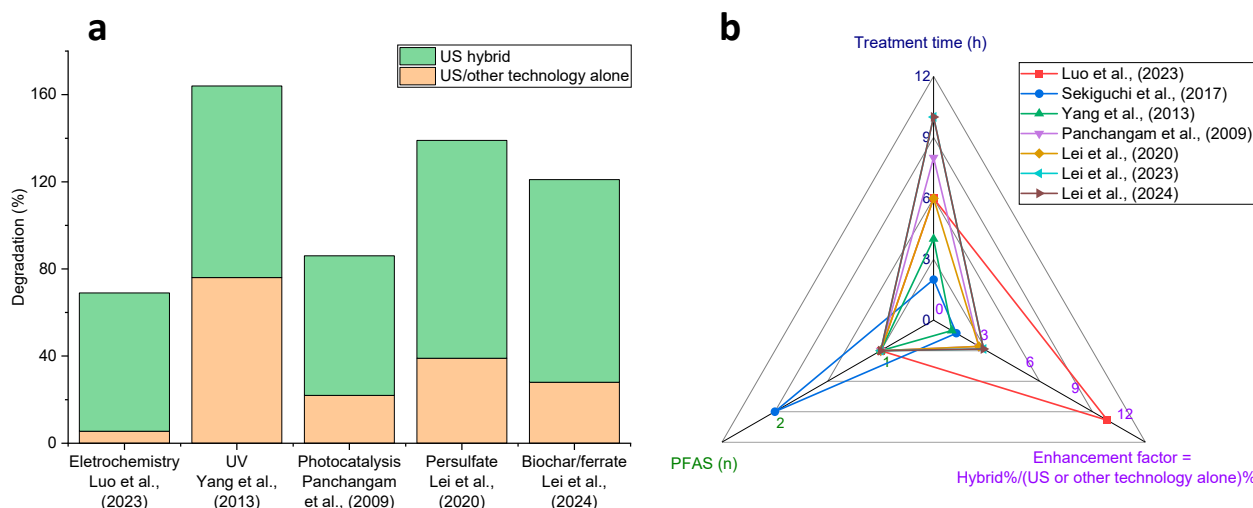 a
US hybrid
US/other technology alone
Degradation (%)
160
120
80
40
0
Eletrochemistry
Luo et al.,
(2023)
UV
Yang et al.,
(2013)
Photocatalysis
Panchangam
et al., (2009)
Persulfate
Lei et al.,
(2020)
Biochar/ferrate
Lei et al.,
(2024)
b
Treatment time (h)
12
9
6
3
0
0
3
6
9
12
1
2
PFAS (n)
Enhancement factor =
Hybrid%/(US or other technology alone)%
Luo et al., (2023)
Sekiguchi et al., (2017)
Yang et al., (2013)
Panchangam et al., (2009)
Lei et al., (2020)
Lei et al., (2023)
Lei et al., (2024)